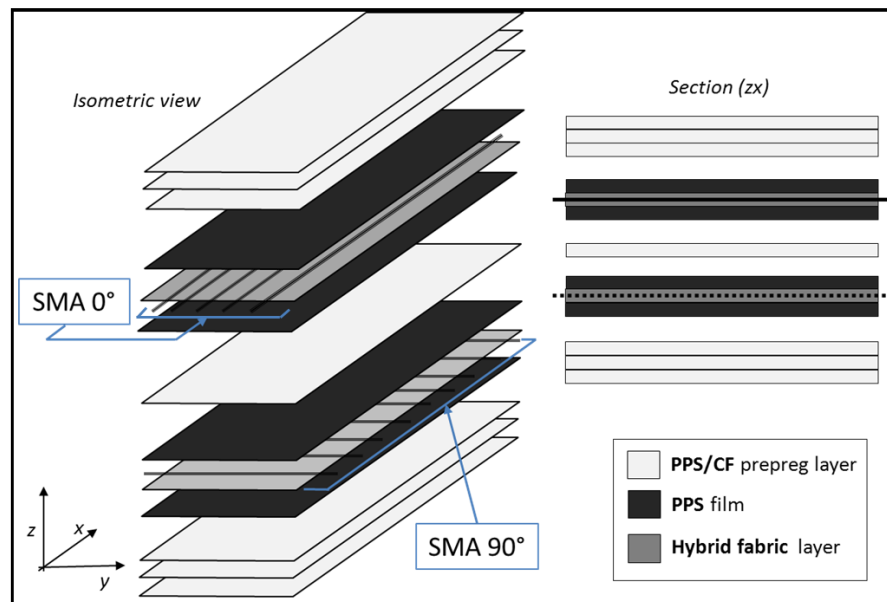 Isometric view
Section (zx)
SMA 0°
SMA 90°
z
x
y
PPS/CF prepreg layer
PPS film
Hybrid fabric layer